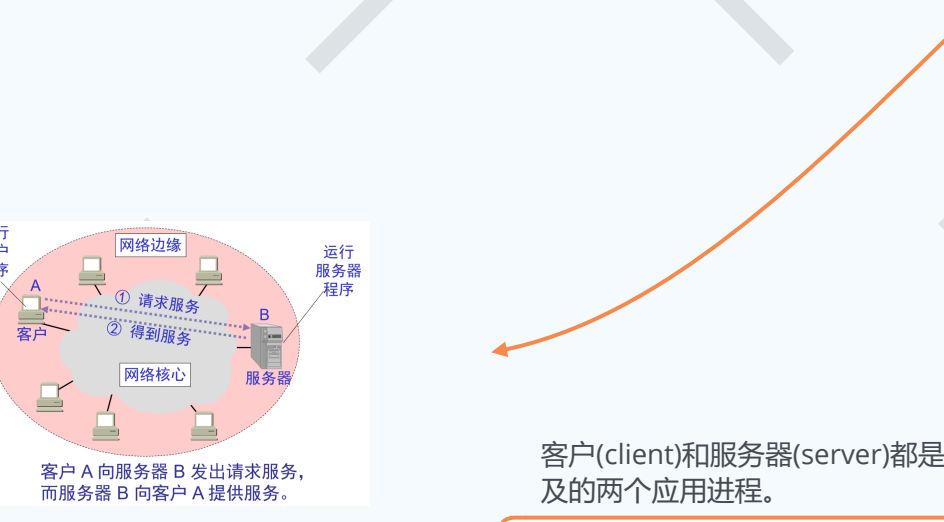 行
户
序
网络边缘
运行
服务器
程序
A
① 请求服务
B
② 得到服务
客户
网络核心
服务器
客户 A 向服务器 B 发出请求服务，
而服务器 B 向客户 A 提供服务。
客户(client)和服务器(server)都是
及的两个应用进程。